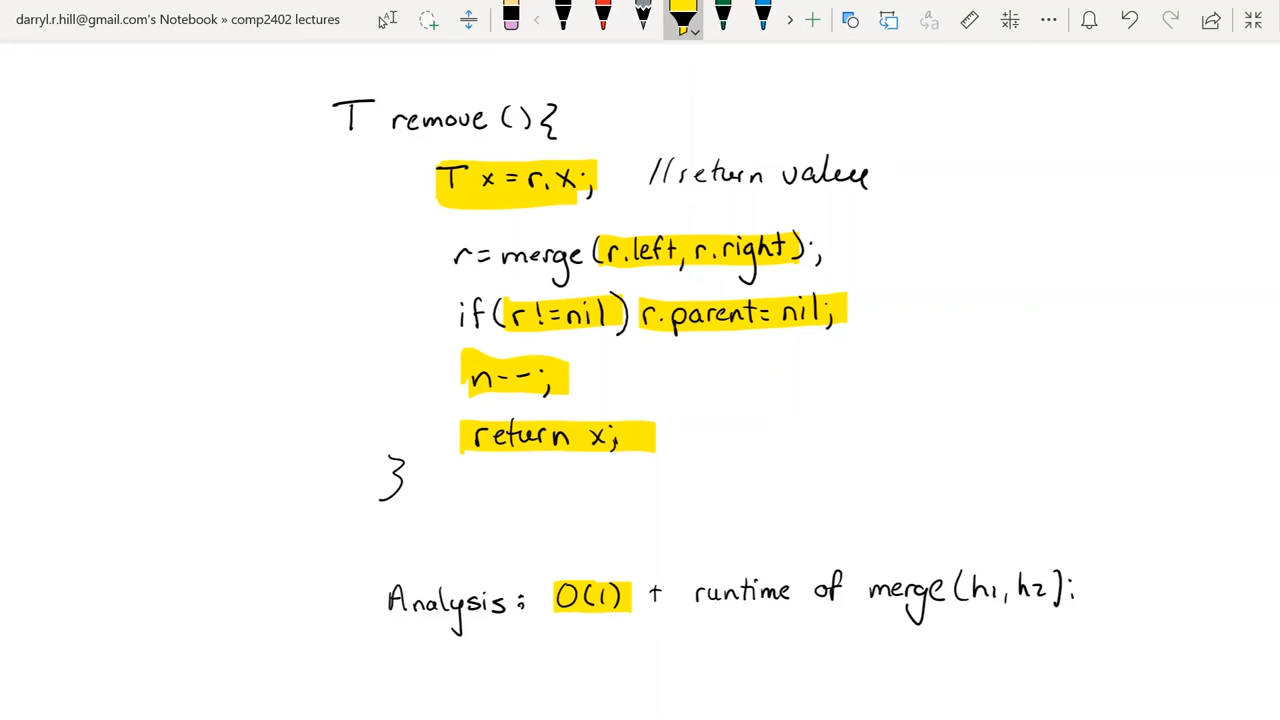 darryl.r.hill@gmail.com's Notebook » comp2402 lectures
T remove () {
T x = r.x; //return value
r = merge (r.left, r.right);
if (r != nil) r.parent = nil;
n--;
return x;
}
Analysis: O(1) + runtime of merge(h1, h2):